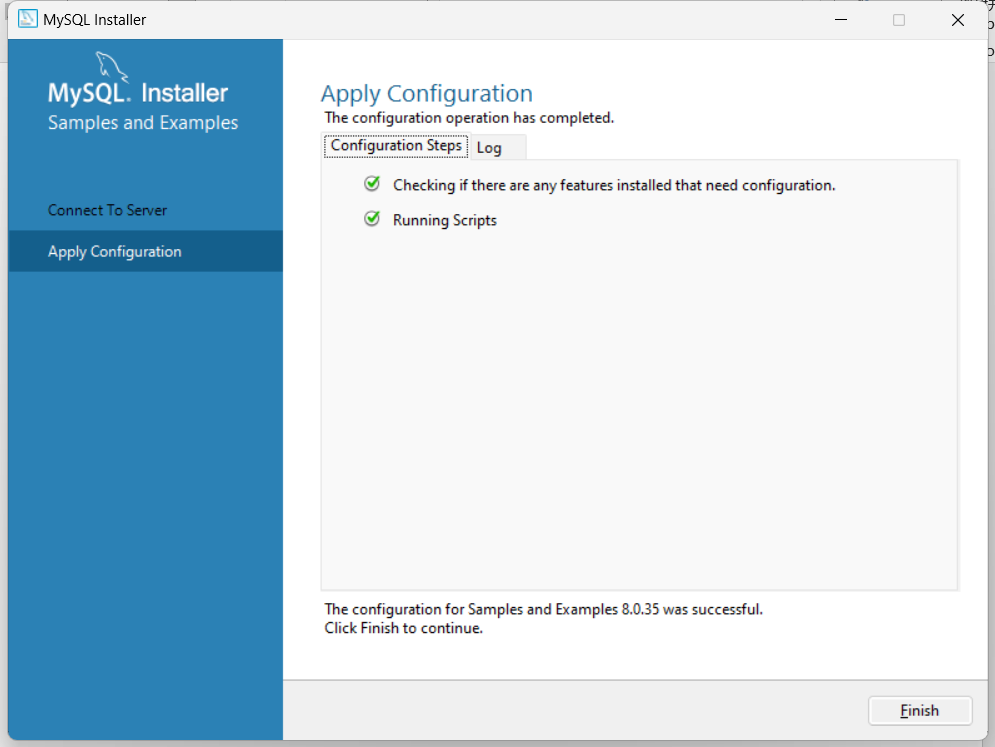 MySQL Installer
MySQL. Installer
Samples and Examples
Connect To Server
Apply Configuration
Apply Configuration
The configuration operation has completed.
Configuration Steps
Log
Checking if there are any features installed that need configuration.
Running Scripts
The configuration for Samples and Examples 8.0.35 was successful.
Click Finish to continue.
Finish